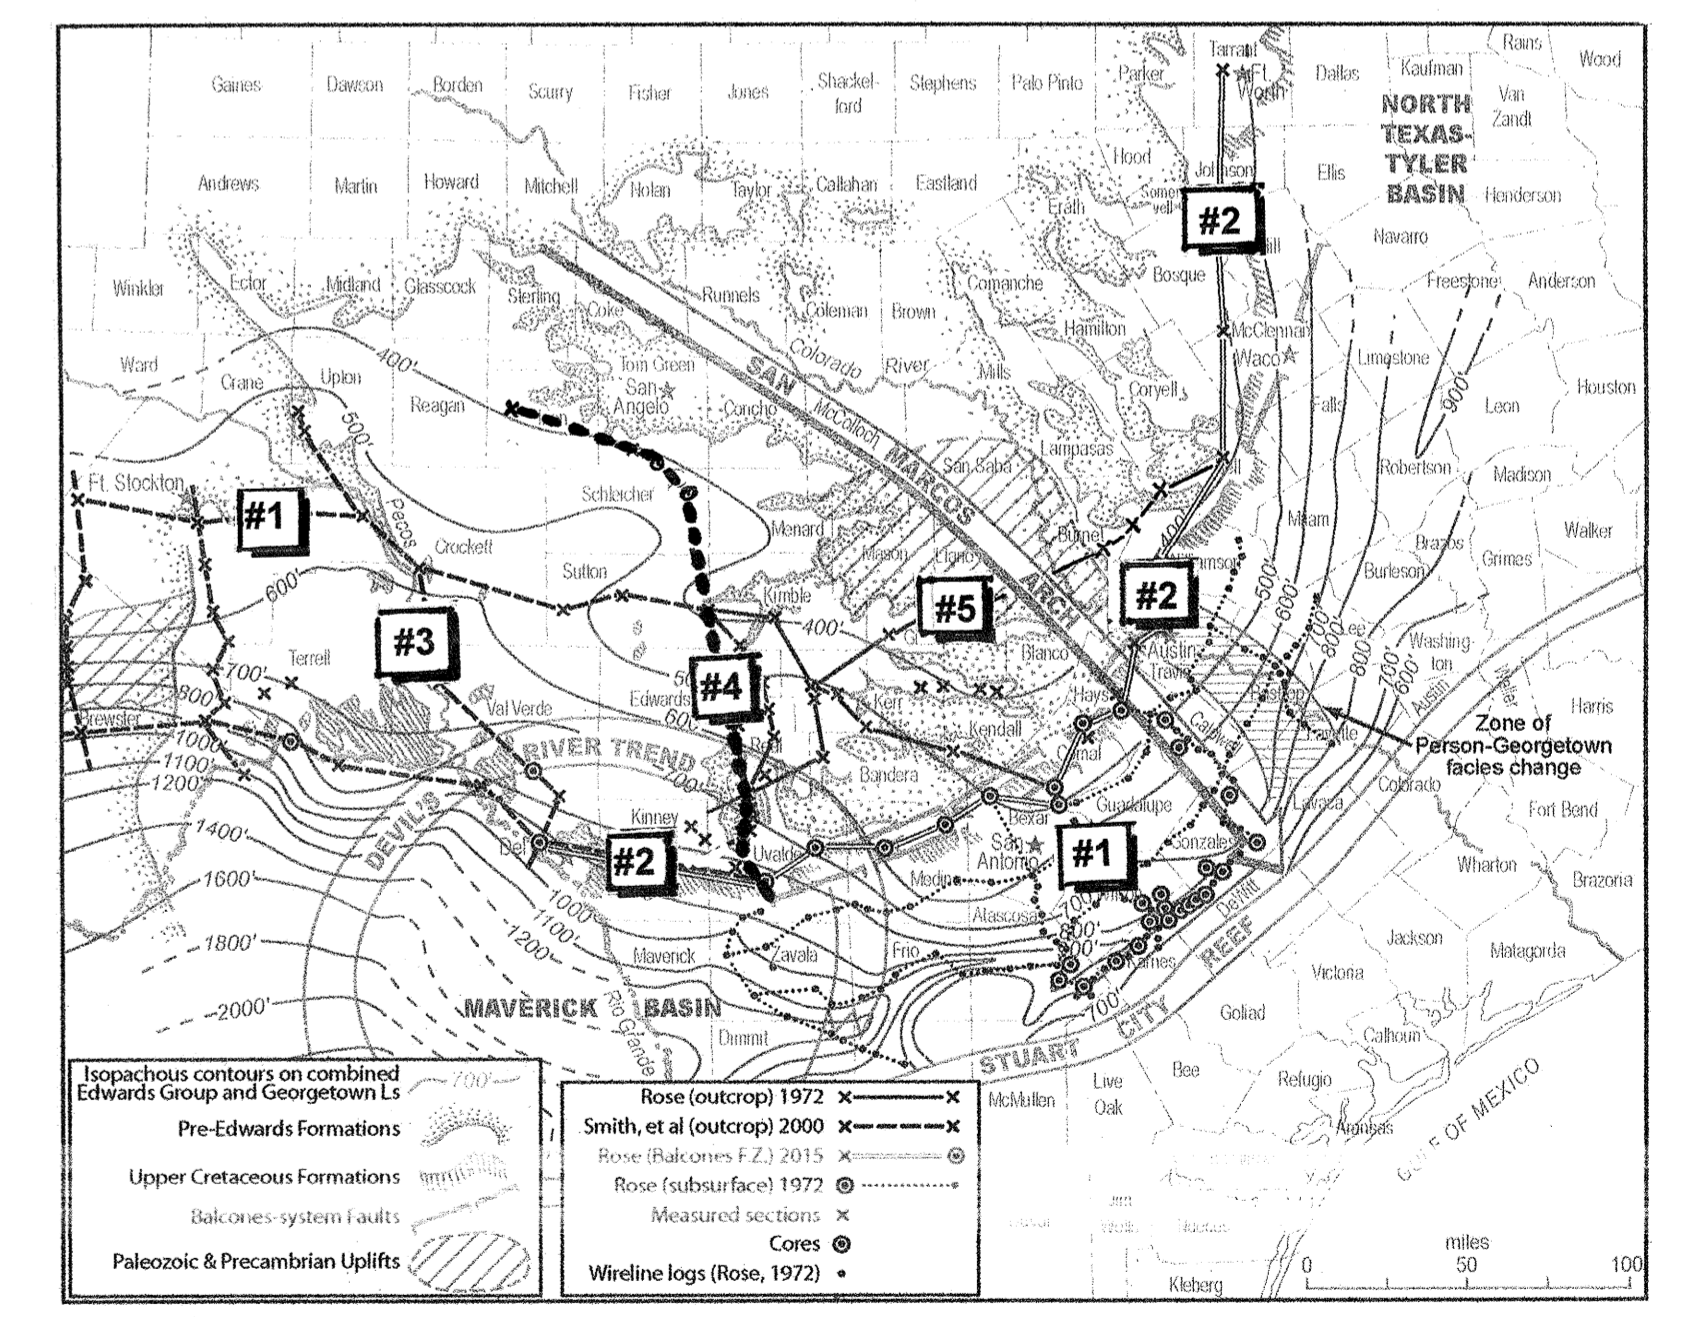 Gaines
Dawson
Borden
Scurry
Fisher
Jones
Shackel-
ford
Stephens
Palo Pinto
Parker
Tarrant
Ft.
Worth
Dallas
Kaufman
Rains
Wood
Van
Zandt
NORTH
TEXAS-
TYLER
BASIN
Andrews
Martin
Howard
Mitchell
Nolan
Taylor
Callahan
Eastland
Hood
Johnson
Somer-
vell
Erath
Ellis
Henderson
#2
Navarro
Winkler
Ector
Midland
Glasscock
Sterling
Coke
Runnels
Coleman
Brown
Comanche
Bosque
Freestone
Anderson
Hamilton
McClennan
Waco
Limestone
Houston
Ward
Crane
Upton
400'
Reagan
Tom Green
San
Angelo
Concho
Colorado
River
Mills
Coryell
Falls
900'
Leon
SAN
MARCOS
ARCH
McCulloch
500'
Ft. Stockton
#1
Pecos
Schleicher
Menard
San Saba
Lampasas
Robertson
Madison
Crockett
Sutton
Mason
Llano
Burnet
400'
Milam
Brazos
Grimes
Walker
600'
Kimble
400'
#5
#2
Burleson
500'
600'
700'
800'
#3
Terrell
700'
800'
Brewster
Val Verde
Edwards
#4
600'
Real
Kerr
Kendall
Blanco
Hays
Austin
Travis
Lee
Bastrop
Washing-
ton
Austin
Waller
Harris
800'
700'
600'
Zone of
Person-Georgetown
facies change
Fayette
Caldwell
Comal
Guadalupe
Colorado
Fort Bend
Lavaca
1000'
1100'
1200'
DEVIL'S
RIVER TREND
700'
Bandera
Kinney
Bexar
1400'
Del
#2
Uvalde
San
Antonio
#1
Gonzales
Wharton
Brazoria
Medina
1600'
1000'
1100'
1200'
Atascosa
700'
800'
DeWitt
Jackson
Matagorda
1800'
Maverick
Zavala
Frio
Karnes
Victoria
MAVERICK BASIN
Rio Grande
Dimmit
2000'
700'
STUART CITY REEF
Goliad
Calhoun
McMullen
Live
Oak
Bee
Refugio
Aransas
GULF OF MEXICO
Kleberg
Isopachous contours on combined
Edwards Group and Georgetown Ls
700'
Pre-Edwards Formations
Upper Cretaceous Formations
Balcones-system Faults
Paleozoic & Precambrian Uplifts
Rose (outcrop) 1972
Smith, et al (outcrop) 2000
Rose (Balcones F.Z.) 2015
Rose (subsurface) 1972
Measured sections
Cores
Wireline logs (Rose, 1972)
miles
0 50 100